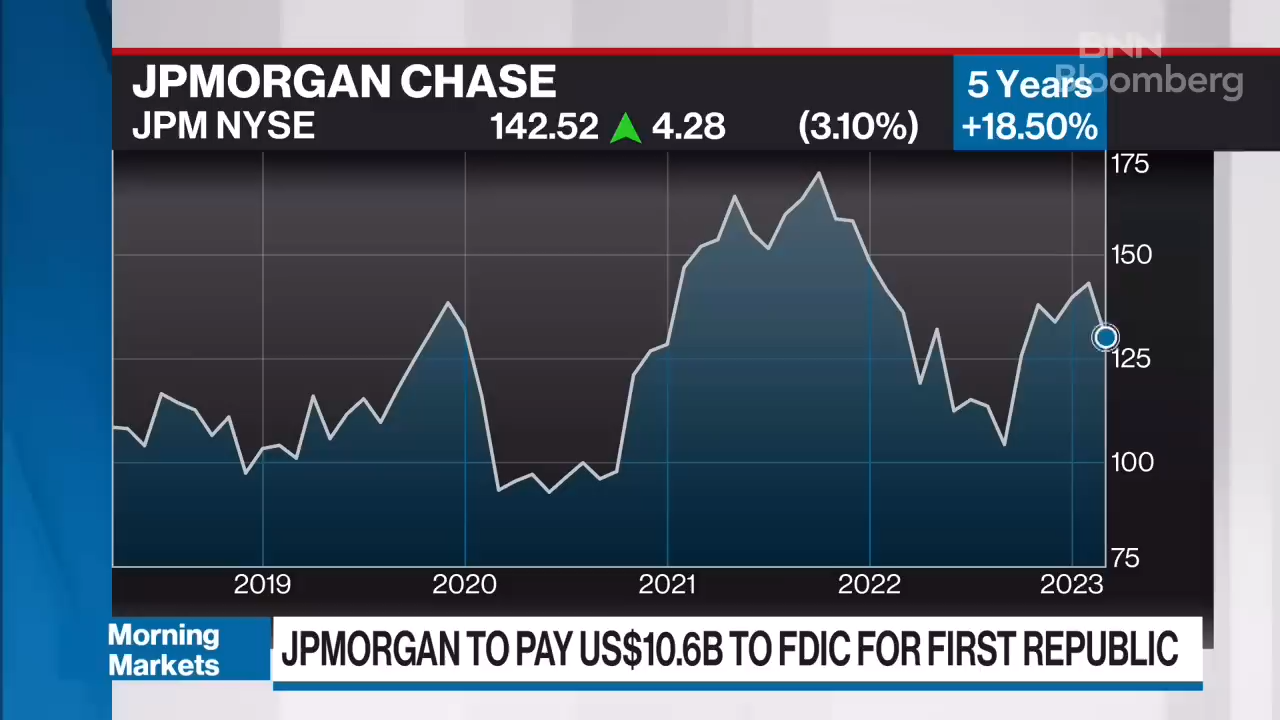 BNN
Bloomberg
JPMORGAN CHASE
JPM NYSE 142.52 4.28 (3.10%)
5 Years
+18.50%
175
150
125
100
75
2019 2020 2021 2022 2023
Morning
Markets
JPMORGAN TO PAY US$10.6B TO FDIC FOR FIRST REPUBLIC